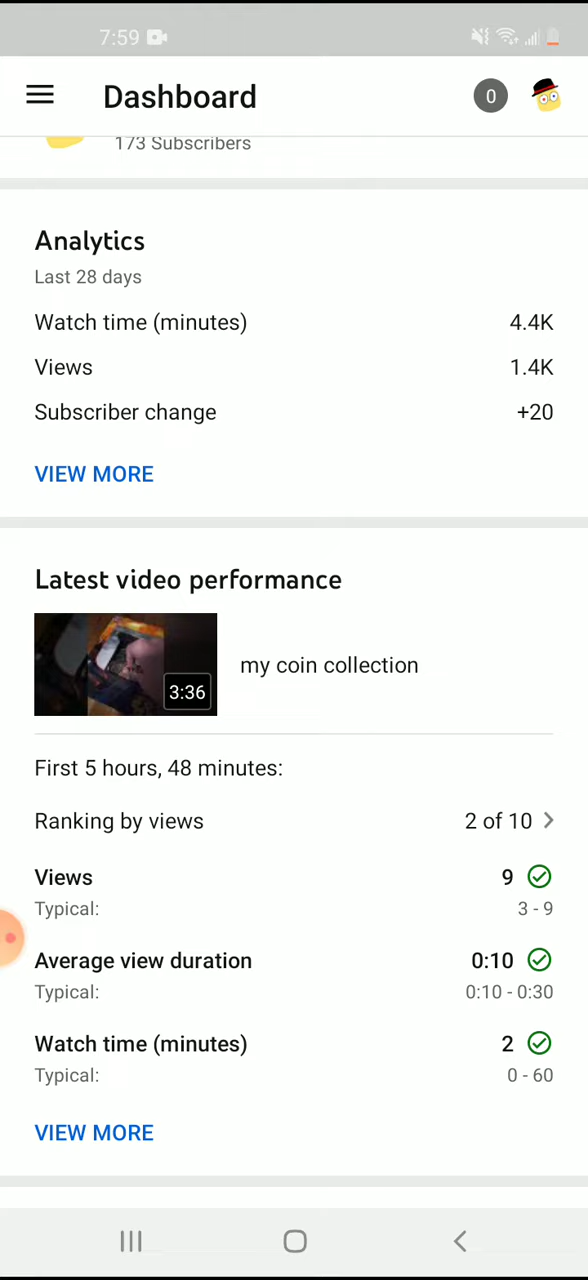 7:59
Dashboard
0
173 Subscribers
Analytics
Last 28 days
Watch time (minutes) 4.4K
Views 1.4K
Subscriber change +20
VIEW MORE
Latest video performance
3:36
my coin collection
First 5 hours, 48 minutes:
Ranking by views 2 of 10
Views 9
Typical: 3 - 9
Average view duration 0:10
Typical: 0:10 - 0:30
Watch time (minutes) 2
Typical: 0 - 60
VIEW MORE